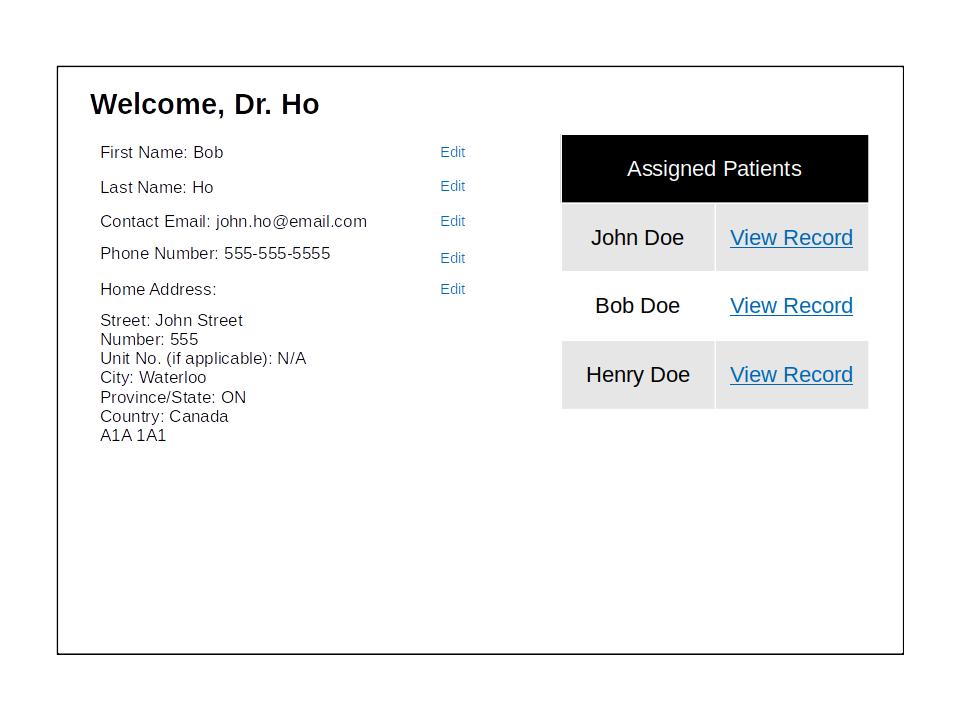 Welcome, Dr. Ho
First Name: Bob Edit
Last Name: Ho Edit
Contact Email: john.ho@email.com Edit
Phone Number: 555-555-5555 Edit
Home Address: Edit
Street: John Street
Number: 555
Unit No. (if applicable): N/A
City: Waterloo
Province/State: ON
Country: Canada
A1A 1A1
Assigned Patients
John Doe View Record
Bob Doe View Record
Henry Doe View Record